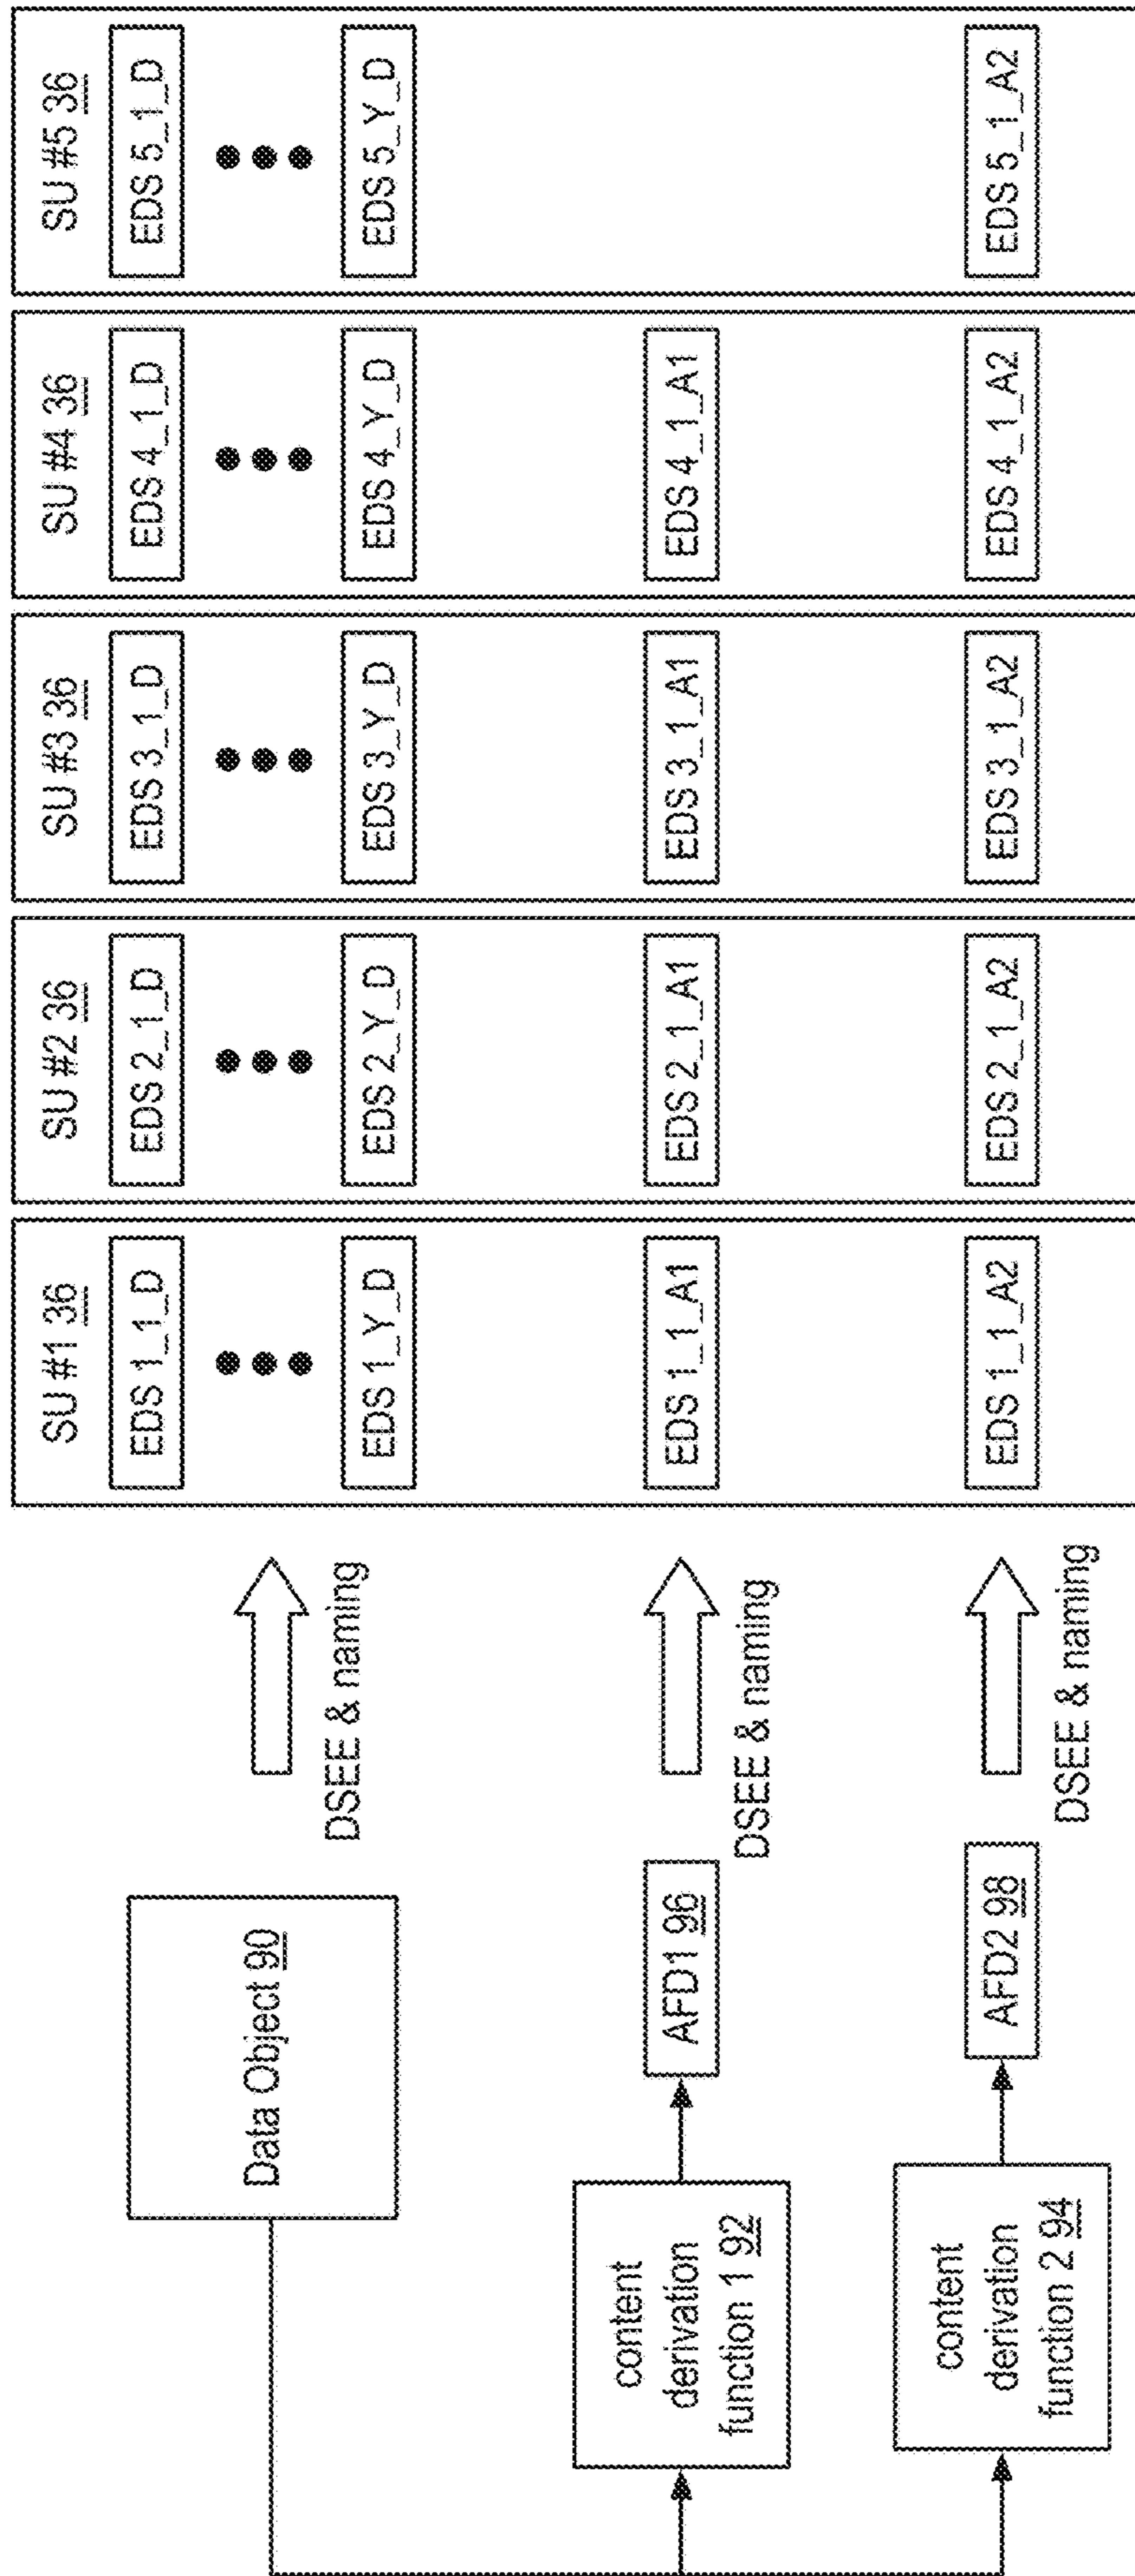 Data Object 90
DSEE & naming
content
derivation
function 1 92
AFD1 96
DSEE & naming
content
derivation
function 2 94
AFD2 98
DSEE & naming
SU #1 36
EDS 1_1_D
EDS 1_Y_D
EDS 1_1_A1
EDS 1_1_A2
SU #2 36
EDS 2_1_D
EDS 2_Y_D
EDS 2_1_A1
EDS 2_1_A2
SU #3 36
EDS 3_1_D
EDS 3_Y_D
EDS 3_1_A1
EDS 3_1_A2
SU #4 36
EDS 4_1_D
EDS 4_Y_D
EDS 4_1_A1
EDS 4_1_A2
SU #5 36
EDS 5_1_D
EDS 5_Y_D
EDS 5_1_A2